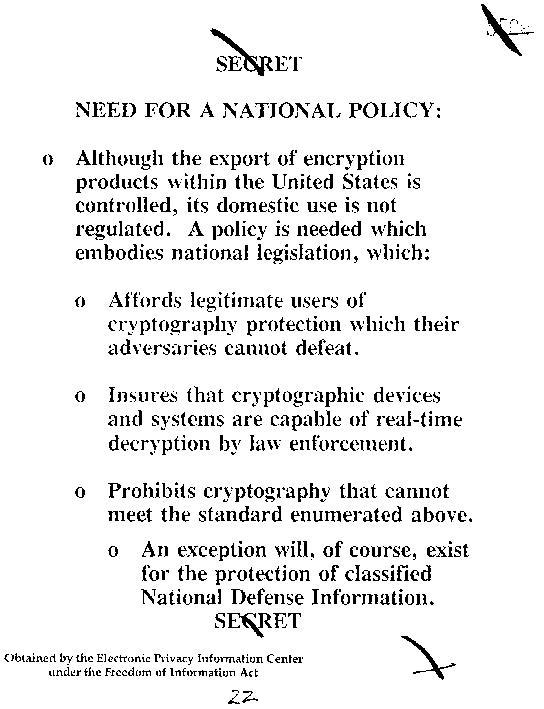 SECRET
NEED FOR A NATIONAL POLICY:
o Although the export of encryption
products within the United States is
controlled, its domestic use is not
regulated. A policy is needed which
embodies national legislation, which:
o Affords legitimate users of
cryptography protection which their
adversaries cannot defeat.
o Insures that cryptographic devices
and systems are capable of real-time
decryption by law enforcement.
o Prohibits cryptography that cannot
meet the standard enumerated above.
o An exception will, of course, exist
for the protection of classified
National Defense Information.
SECRET
Obtained by the Electronic Privacy Information Center
under the Freedom of Information Act
22